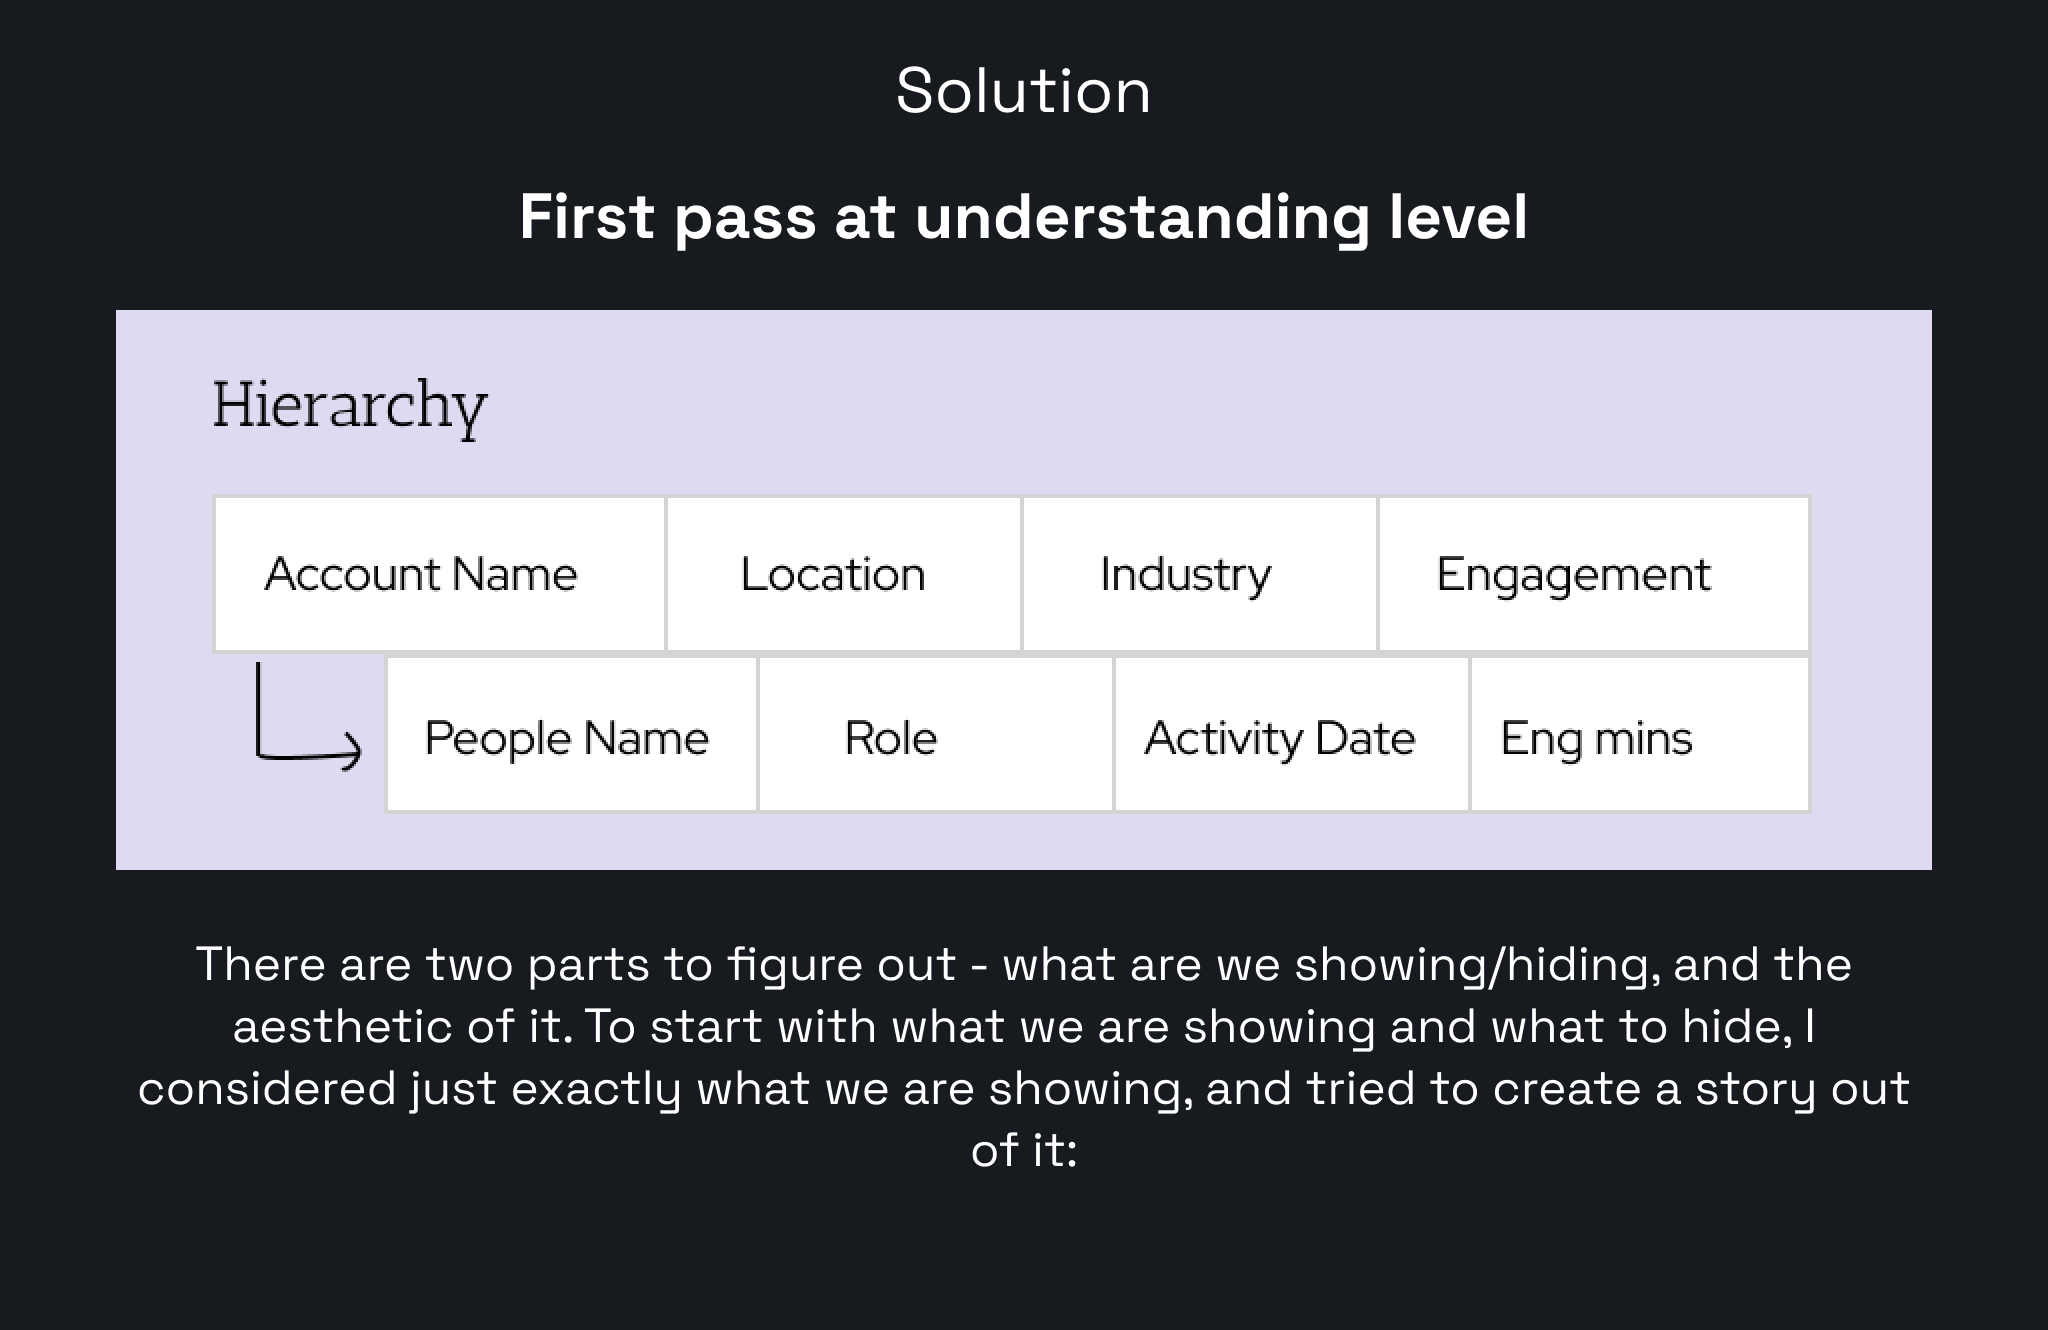 Solution
First pass at understanding level
Hierarchy
Account Name Location Industry Engagement
People Name Role Activity Date Eng mins
There are two parts to figure out - what are we showing/hiding, and the
aesthetic of it. To start with what we are showing and what to hide, I
considered just exactly what we are showing, and tried to create a story out
of it: